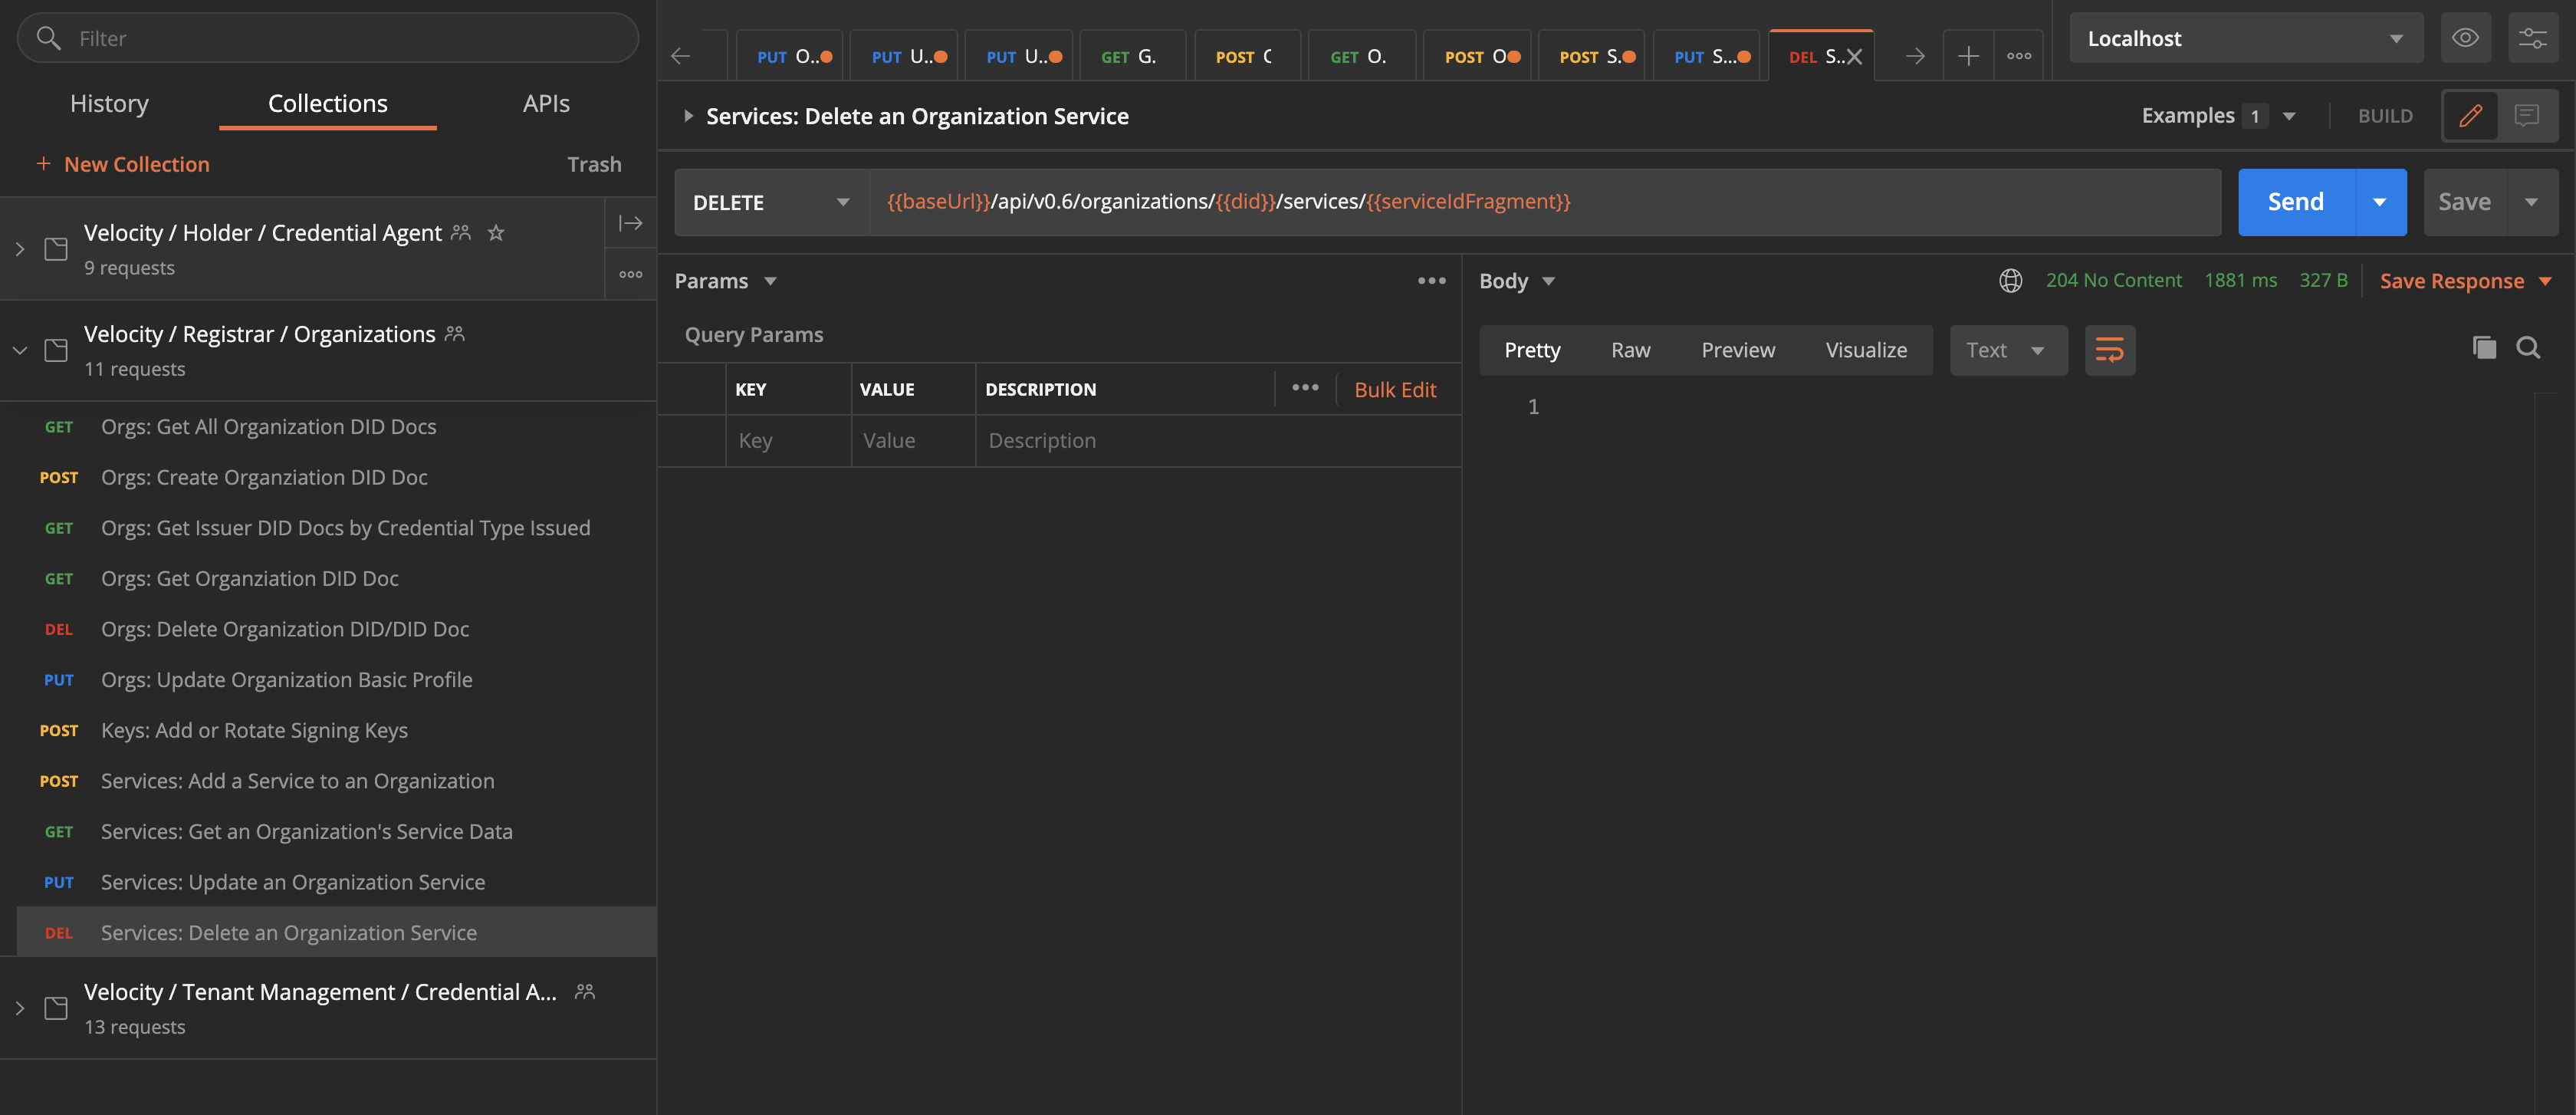 Filter
History Collections APIs
+ New Collection Trash
Velocity / Holder / Credential Agent
9 requests
Velocity / Registrar / Organizations
11 requests
GET Orgs: Get All Organization DID Docs
POST Orgs: Create Organziation DID Doc
GET Orgs: Get Issuer DID Docs by Credential Type Issued
GET Orgs: Get Organziation DID Doc
DEL Orgs: Delete Organization DID/DID Doc
PUT Orgs: Update Organization Basic Profile
POST Keys: Add or Rotate Signing Keys
POST Services: Add a Service to an Organization
GET Services: Get an Organization's Service Data
PUT Services: Update an Organization Service
DEL Services: Delete an Organization Service
Velocity / Tenant Management / Credential A...
13 requests
PUT O.. PUT U.. PUT U.. GET G. POST GET O. POST O POST S. PUT S... DEL S..
Localhost
Services: Delete an Organization Service
Examples 1 BUILD
DELETE {{baseUrl}}/api/v0.6/organizations/{{did}}/services/{{serviceIdFragment}}
Send Save
Params
Query Params
KEY VALUE DESCRIPTION Bulk Edit
Key Value Description
Body 204 No Content 1881 ms 327 B Save Response
Pretty Raw Preview Visualize Text
1